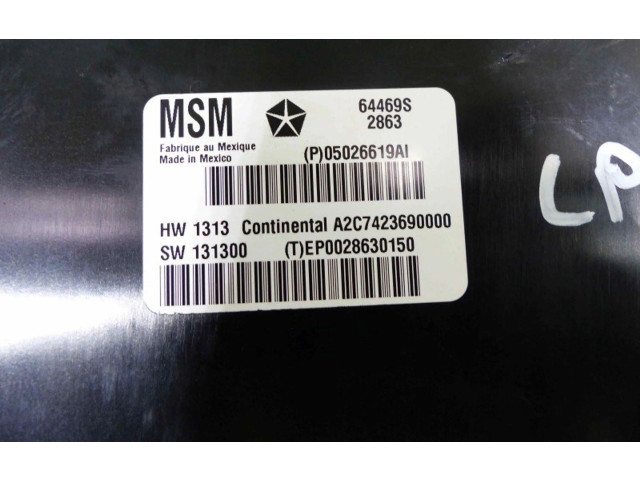 MSM
64469S
2863
Fabrique au Mexique
Made in Mexico
(P)05026619AI
HW 1313 Continental A2C7423690000
SW 131300 (T)EP0028630150
LP